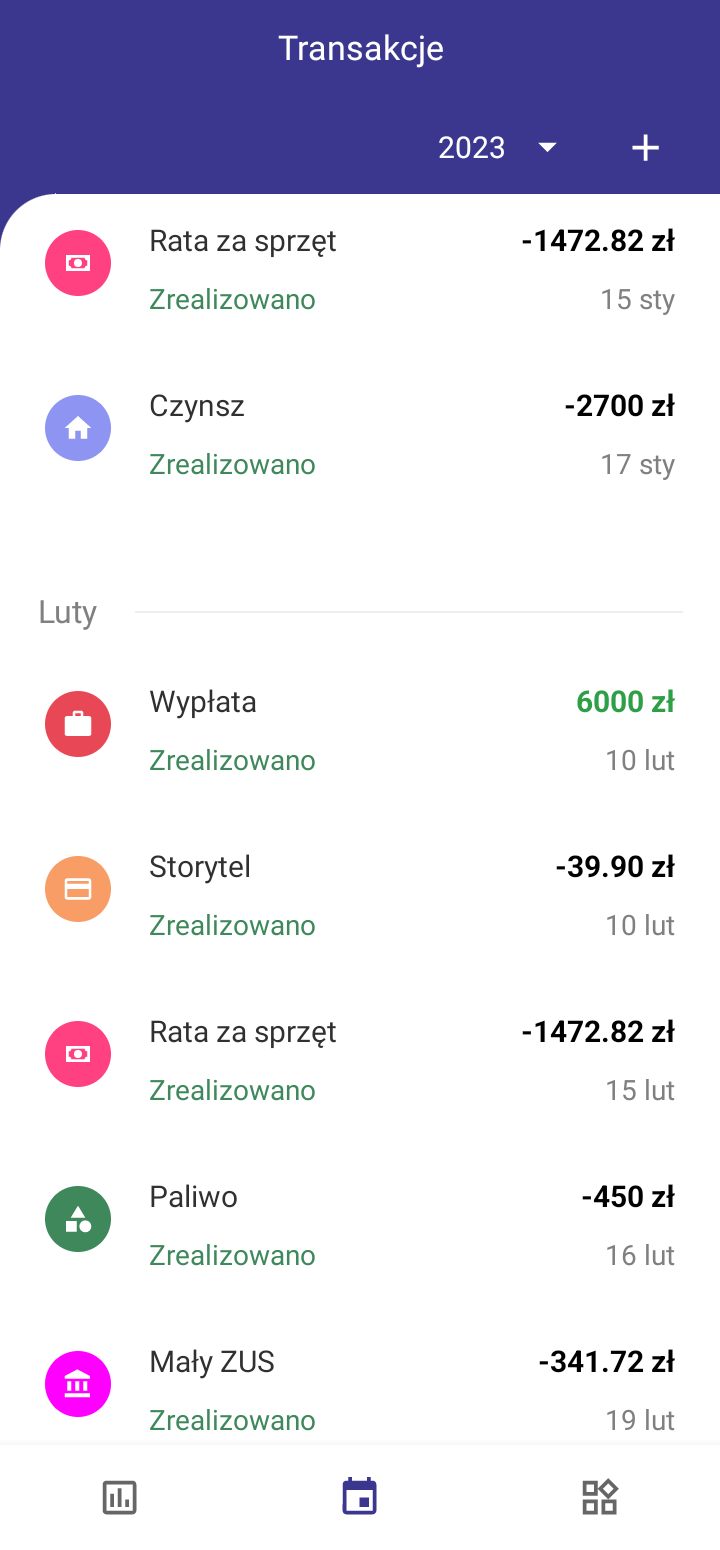 Transakcje
2023
Rata za sprzęt -1472.82 zł
Zrealizowano 15 sty
Czynsz -2700 zł
Zrealizowano 17 sty
Luty
Wypłata 6000 zł
Zrealizowano 10 lut
Storytel -39.90 zł
Zrealizowano 10 lut
Rata za sprzęt -1472.82 zł
Zrealizowano 15 lut
Paliwo -450 zł
Zrealizowano 16 lut
Mały ZUS -341.72 zł
Zrealizowano 19 lut